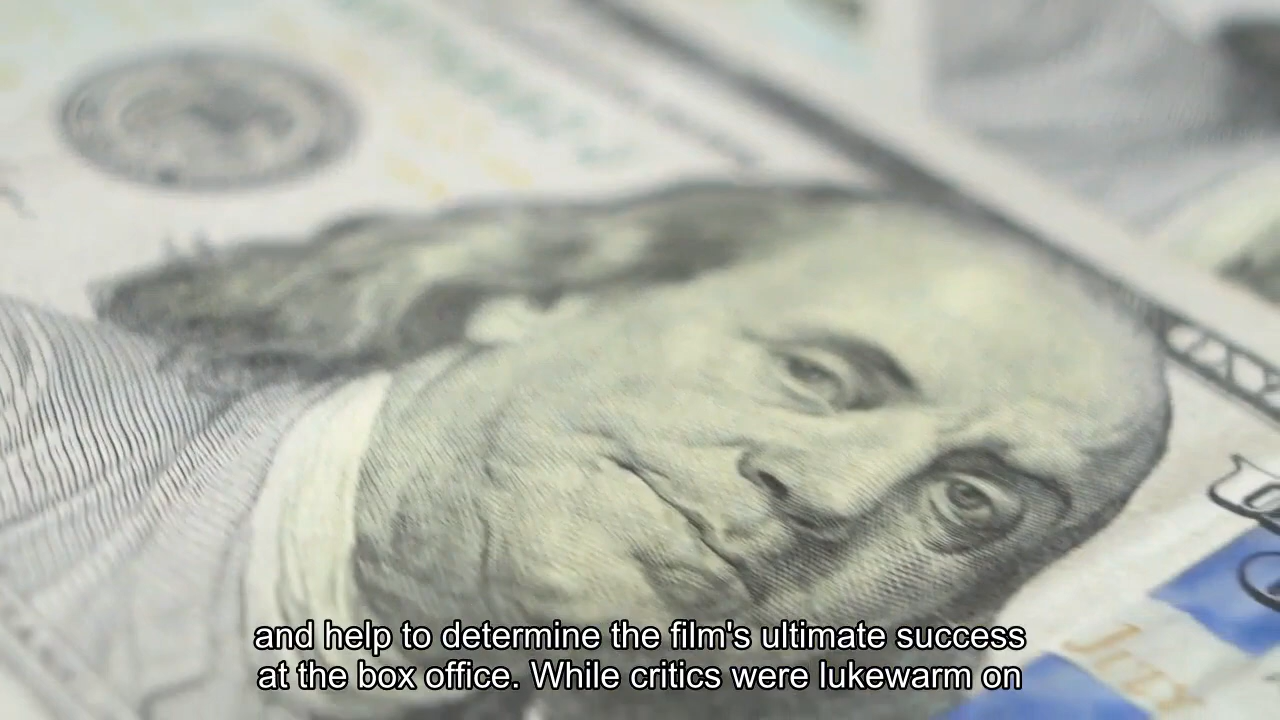 and help to determine the film's ultimate success
at the box office. While critics were lukewarm on